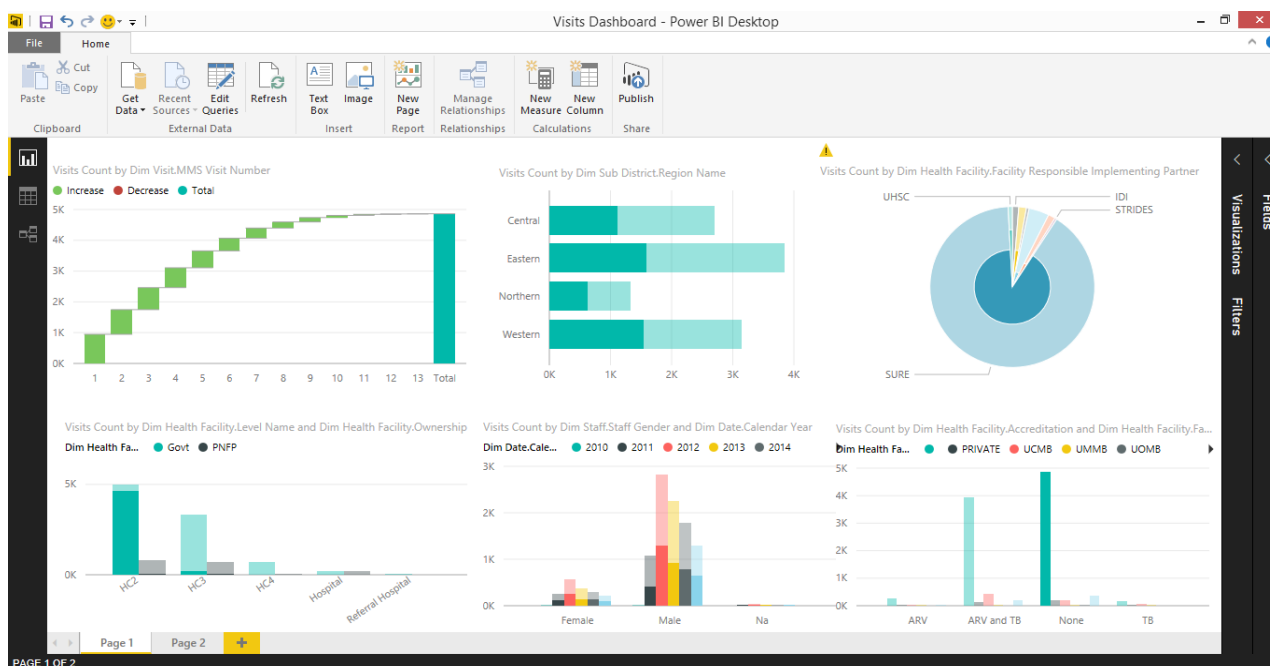 Visits Dashboard - Power BI Desktop
File Home
Cut
Copy
Paste
Get Data
Recent Sources
Edit Queries
Refresh
Text Box
Image
New Page
Manage Relationships
New Measure
New Column
Publish
Clipboard External Data Insert Report Relationships Calculations Share
Visits Count by Dim Visit.MMS Visit Number
Increase Decrease Total
5K
4K
3K
2K
1K
0K
1 2 3 4 5 6 7 8 9 10 11 12 13 Total
Visits Count by Dim Sub District.Region Name
Central
Eastern
Northern
Western
0K 1K 2K 3K 4K
Visits Count by Dim Health Facility.Facility Responsible Implementing Partner
UHSC
IDI
STRIDES
SURE
Visualizations
Filters
Fields
Visits Count by Dim Health Facility.Level Name and Dim Health Facility.Ownership
Dim Health Fa... Govt PNFP
5K
0K
HC2 HC3 HC4 Hospital Referral Hospital
Visits Count by Dim Staff.Staff Gender and Dim Date.Calendar Year
Dim Date.Cale... 2010 2011 2012 2013 2014
3K
2K
1K
0K
Female Male Na
Visits Count by Dim Health Facility.Accreditation and Dim Health Facility.Fa...
Dim Health Fa... PRIVATE UCMB UMMB UOMB
5K
4K
3K
2K
1K
0K
ARV ARV and TB None TB
Page 1 Page 2
PAGE 1 OF 2